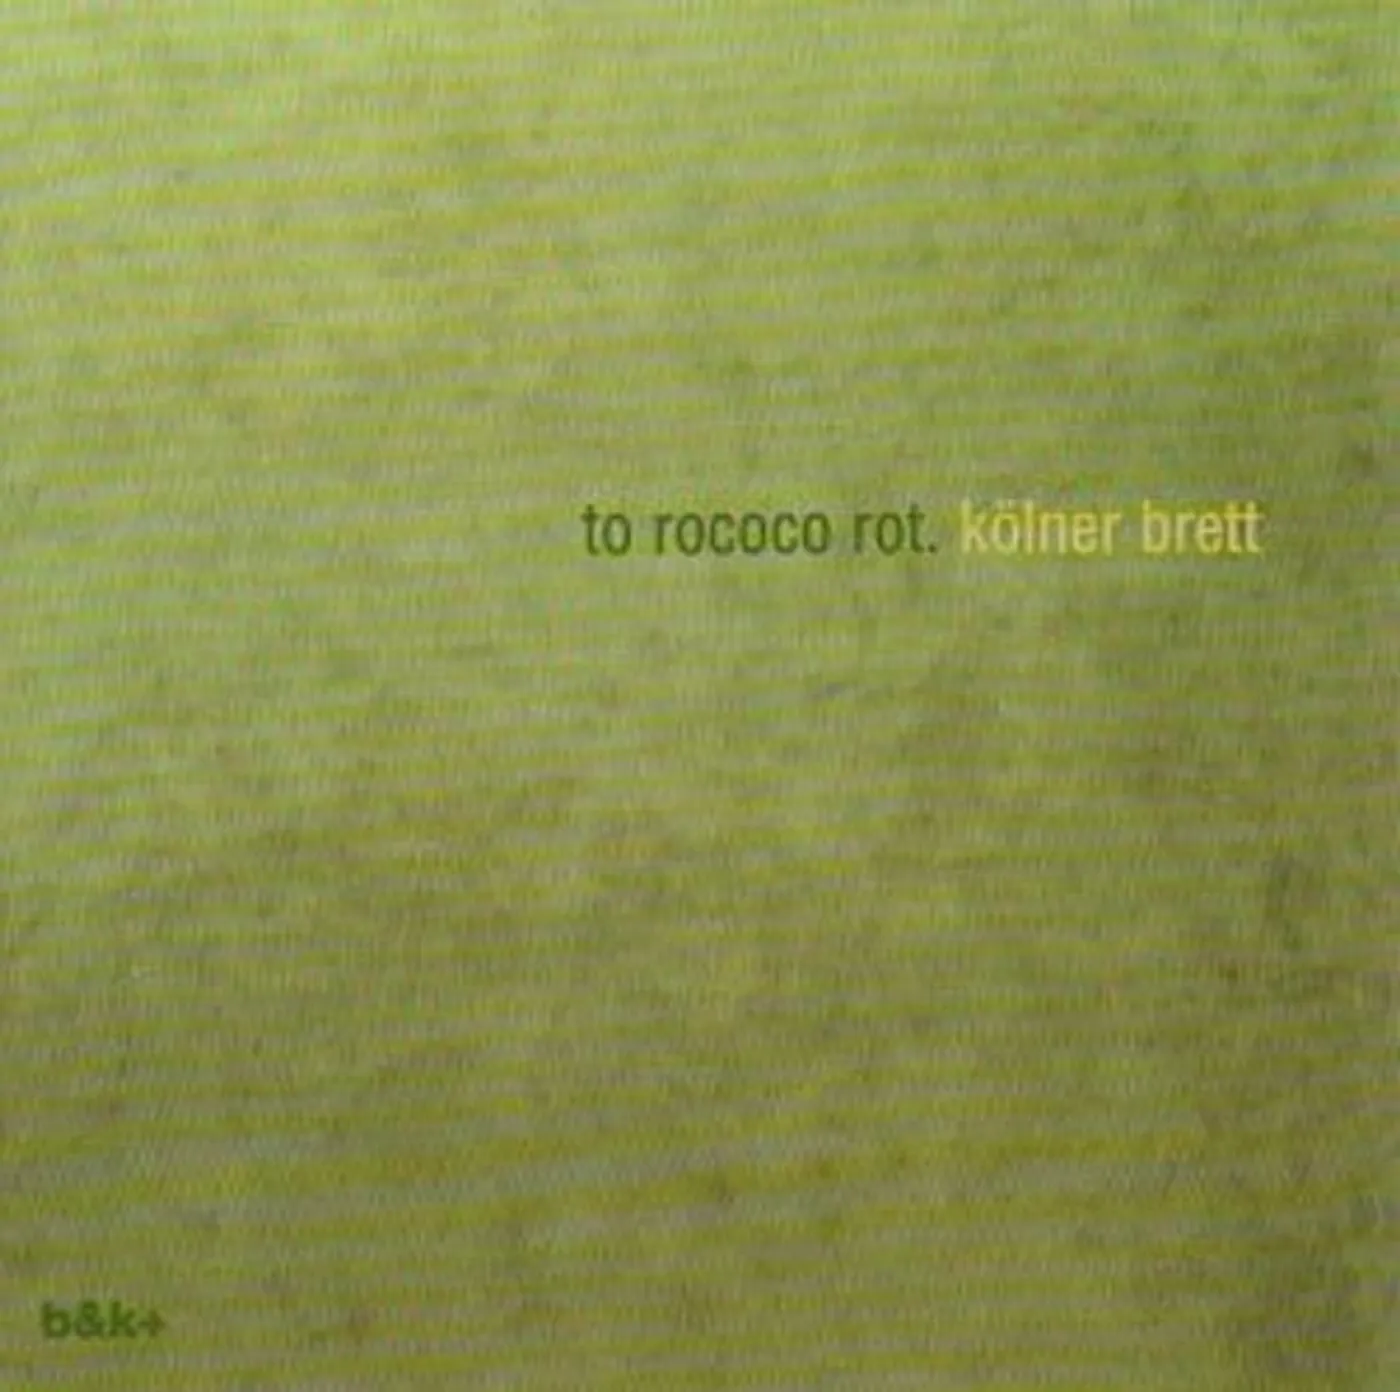 to rococo rot. kölner brett
b&k+